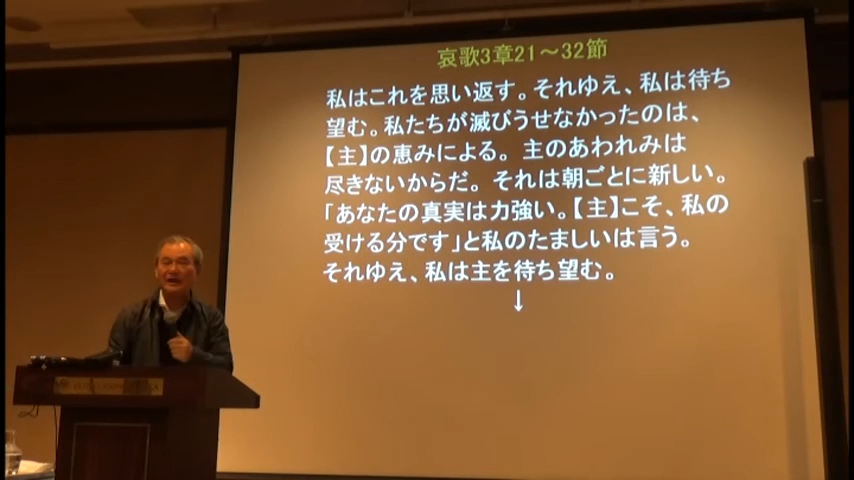 哀歌3章21～32節
私はこれを思い返す。それゆえ、私は待ち
望む。私たちが滅びうせなかったのは、
【主】の恵みによる。主のあわれみは
尽きないからだ。それは朝ごとに新しい。
「あなたの真実は力強い。【主】こそ、私の
受ける分です」と私のたましいは言う。
それゆえ、私は主を待ち望む。
↓